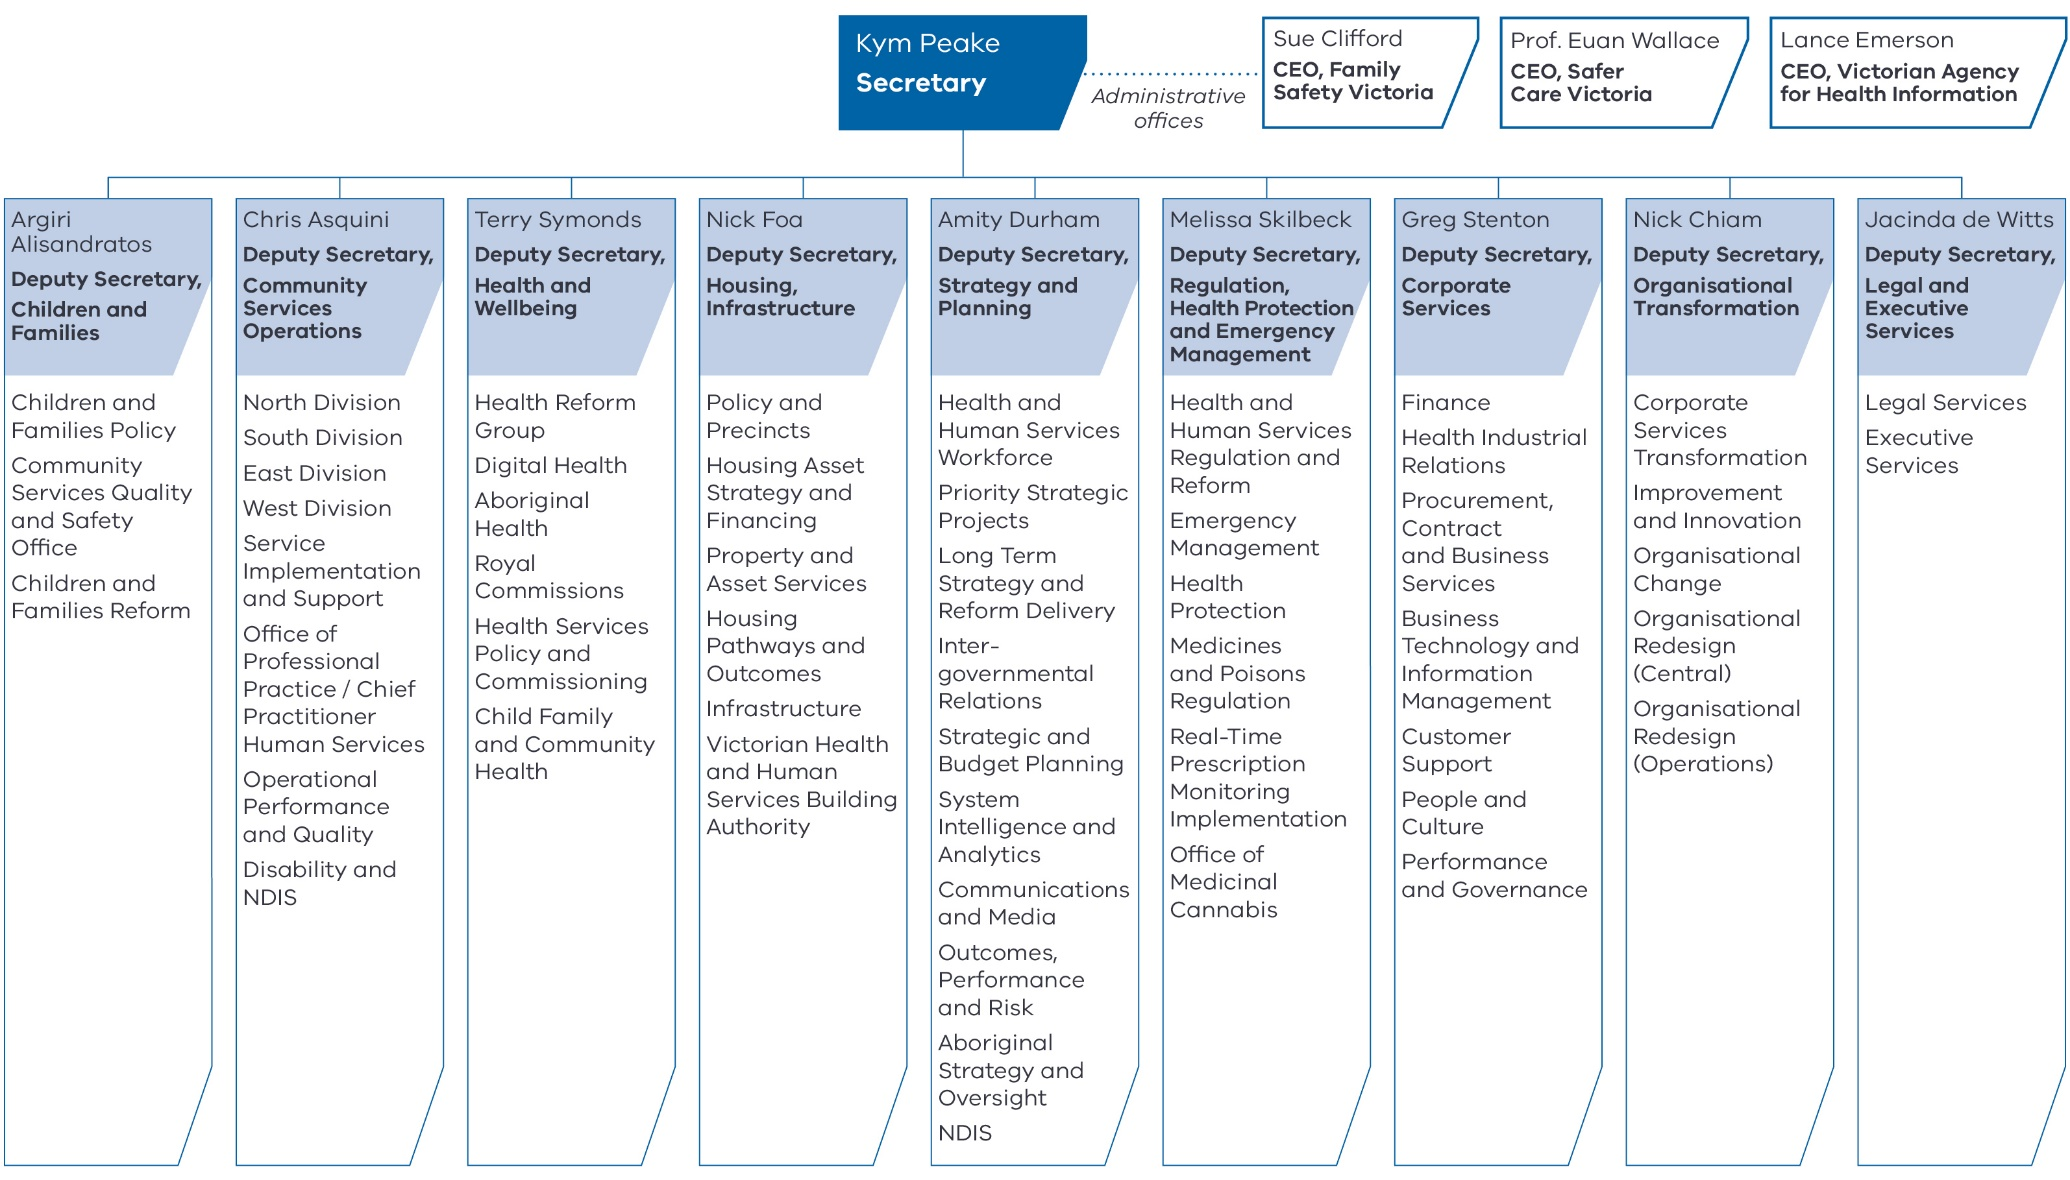 Kym Peake
Secretary
Administrative
offices
Sue Clifford
CEO, Family
Safety Victoria
Prof. Euan Wallace
CEO, Safer
Care Victoria
Lance Emerson
CEO, Victorian Agency
for Health Information
Argiri
Alisandratos
Deputy Secretary,
Children and
Families
Children and
Families Policy
Community
Services Quality
and Safety
Office
Children and
Families Reform
Chris Asquini
Deputy Secretary,
Community
Services
Operations
North Division
South Division
East Division
West Division
Service
Implementation
and Support
Office of
Professional
Practice / Chief
Practitioner
Human Services
Operational
Performance
and Quality
Disability and
NDIS
Terry Symonds
Deputy Secretary,
Health and
Wellbeing
Health Reform
Group
Digital Health
Aboriginal
Health
Royal
Commissions
Health Services
Policy and
Commissioning
Child Family
and Community
Health
Nick Foa
Deputy Secretary,
Housing,
Infrastructure
Policy and
Precincts
Housing Asset
Strategy and
Financing
Property and
Asset Services
Housing
Pathways and
Outcomes
Infrastructure
Victorian Health
and Human
Services Building
Authority
Amity Durham
Deputy Secretary,
Strategy and
Planning
Health and
Human Services
Workforce
Priority Strategic
Projects
Long Term
Strategy and
Reform Delivery
Inter-
governmental
Relations
Strategic and
Budget Planning
System
Intelligence and
Analytics
Communications
and Media
Outcomes,
Performance
and Risk
Aboriginal
Strategy and
Oversight
NDIS
Melissa Skilbeck
Deputy Secretary,
Regulation,
Health Protection
and Emergency
Management
Health and
Human Services
Regulation and
Reform
Emergency
Management
Health
Protection
Medicines
and Poisons
Regulation
Real-Time
Prescription
Monitoring
Implementation
Office of
Medicinal
Cannabis
Greg Stenton
Deputy Secretary,
Corporate
Services
Finance
Health Industrial
Relations
Procurement,
Contract
and Business
Services
Business
Technology and
Information
Management
Customer
Support
People and
Culture
Performance
and Governance
Nick Chiam
Deputy Secretary,
Organisational
Transformation
Corporate
Services
Transformation
Improvement
and Innovation
Organisational
Change
Organisational
Redesign
(Central)
Organisational
Redesign
(Operations)
Jacinda de Witts
Deputy Secretary,
Legal and
Executive
Services
Legal Services
Executive
Services